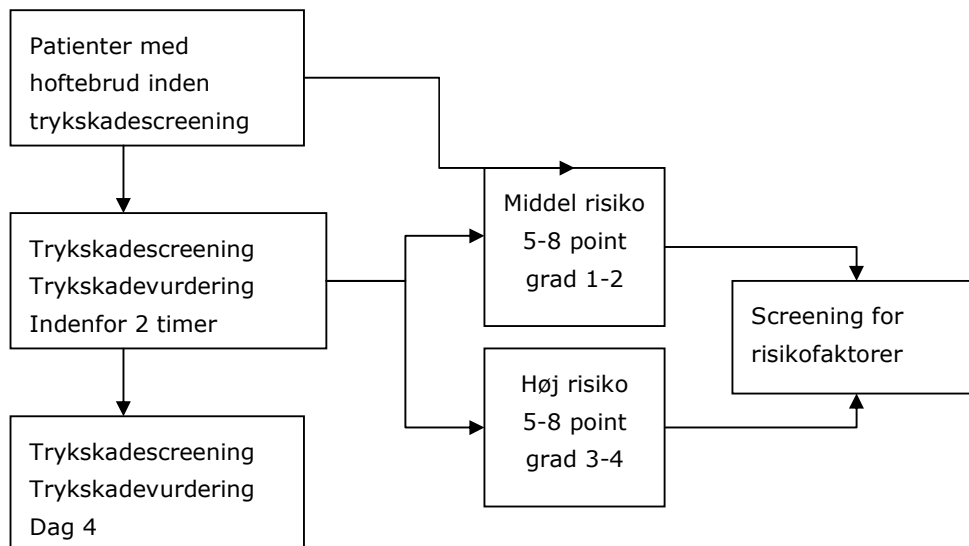 Patienter med
hoftebrud inden
trykskadescreening
Trykskadescreening
Trykskadevurdering
Indenfor 2 timer
Trykskadescreening
Trykskadevurdering
Dag 4
Middel risiko
5-8 point
grad 1-2
Høj risiko
5-8 point
grad 3-4
Screening for
risikofaktorer